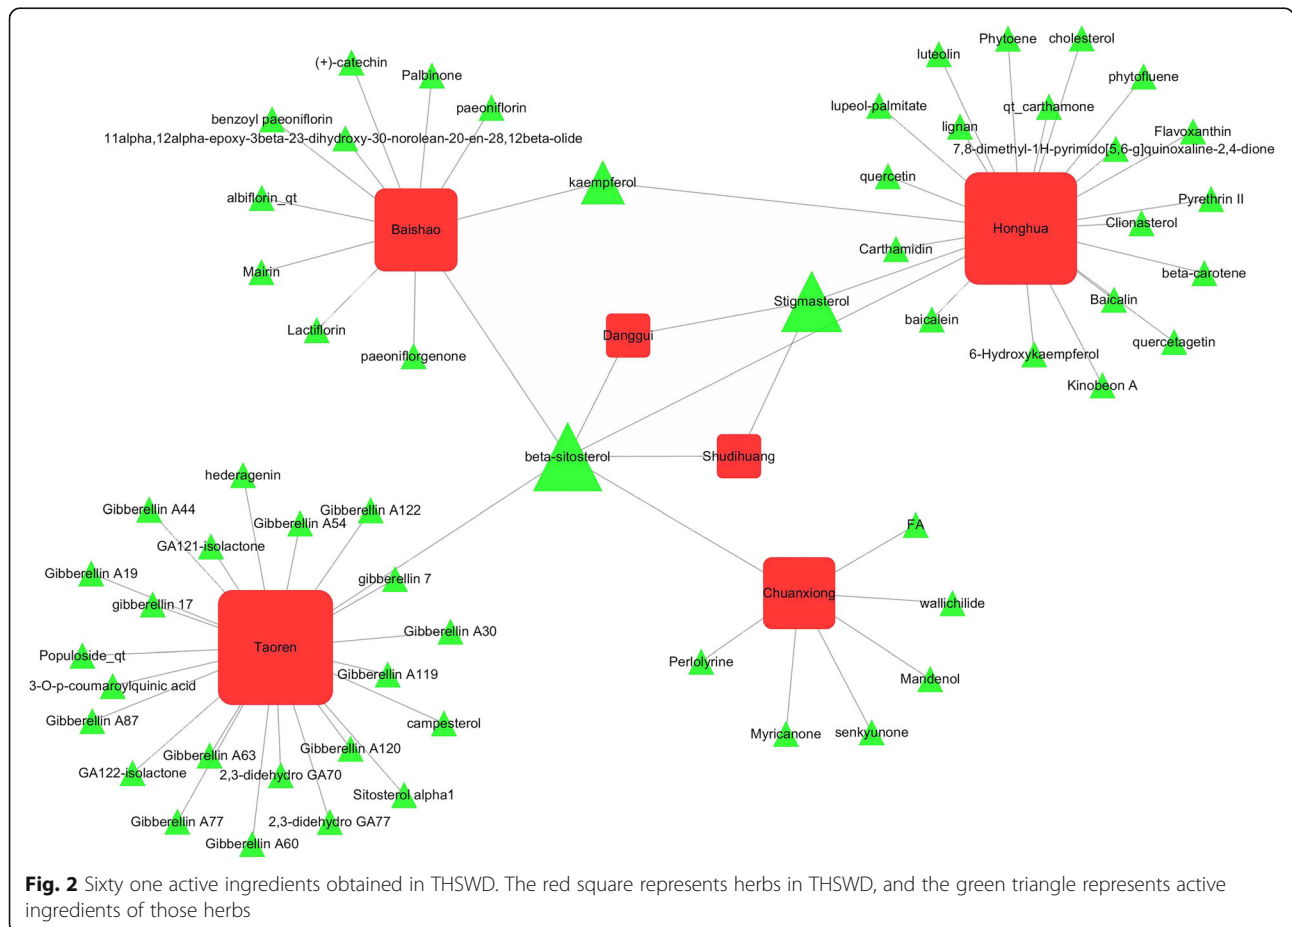 Phytoene
cholesterol
luteolin
(+)-catechin
Palbinone
phytofluene
paeoniflorin
lupeol-palmitate
qt_carthamone
benzoyl paeoniflorin
lignan
Flavoxanthin
11alpha,12alpha-epoxy-3beta-23-dihydroxy-30-norolean-20-en-28,12beta-olide
7,8-dimethyl-1H-pyrimido[5,6-g]quinoxaline-2,4-dione
quercetin
kaempferol
albiflorin_qt
Pyrethrin II
Baishao
Honghua
Clionasterol
Carthamidin
Mairin
beta-carotene
Stigmasterol
Baicalin
baicalein
Lactiflorin
Danggui
quercetagetin
paeoniflorgenone
6-Hydroxykaempferol
Kinobeon A
beta-sitosterol
Shudihuang
hederagenin
Gibberellin A44
Gibberellin A122
Gibberellin A54
FA
GA121-isolactone
Gibberellin A19
gibberellin 7
Chuanxiong
gibberellin 17
wallichilide
Gibberellin A30
Taoren
Populoside_qt
Perlolyrine
Gibberellin A119
Mandenol
3-O-p-coumaroylquinic acid
Gibberellin A87
campesterol
Myricanone
senkyunone
Gibberellin A120
Gibberellin A63
GA122-isolactone
2,3-didehydro GA70
Sitosterol alpha1
Gibberellin A77
2,3-didehydro GA77
Gibberellin A60
Fig. 2 Sixty one active ingredients obtained in THSWD. The red square represents herbs in THSWD, and the green triangle represents active
ingredients of those herbs